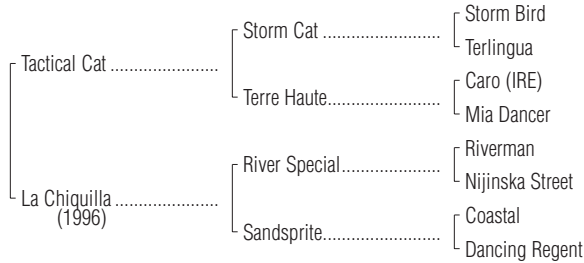 Storm Bird
Storm Cat ........................
Terlingua
Tactical Cat ......................
Caro (IRE)
Terre Haute.......................
Mia Dancer
Riverman
River Special....................
Nijinska Street
La Chiquilla .....................
(1996)
Coastal
Sandsprite........................
Dancing Regent